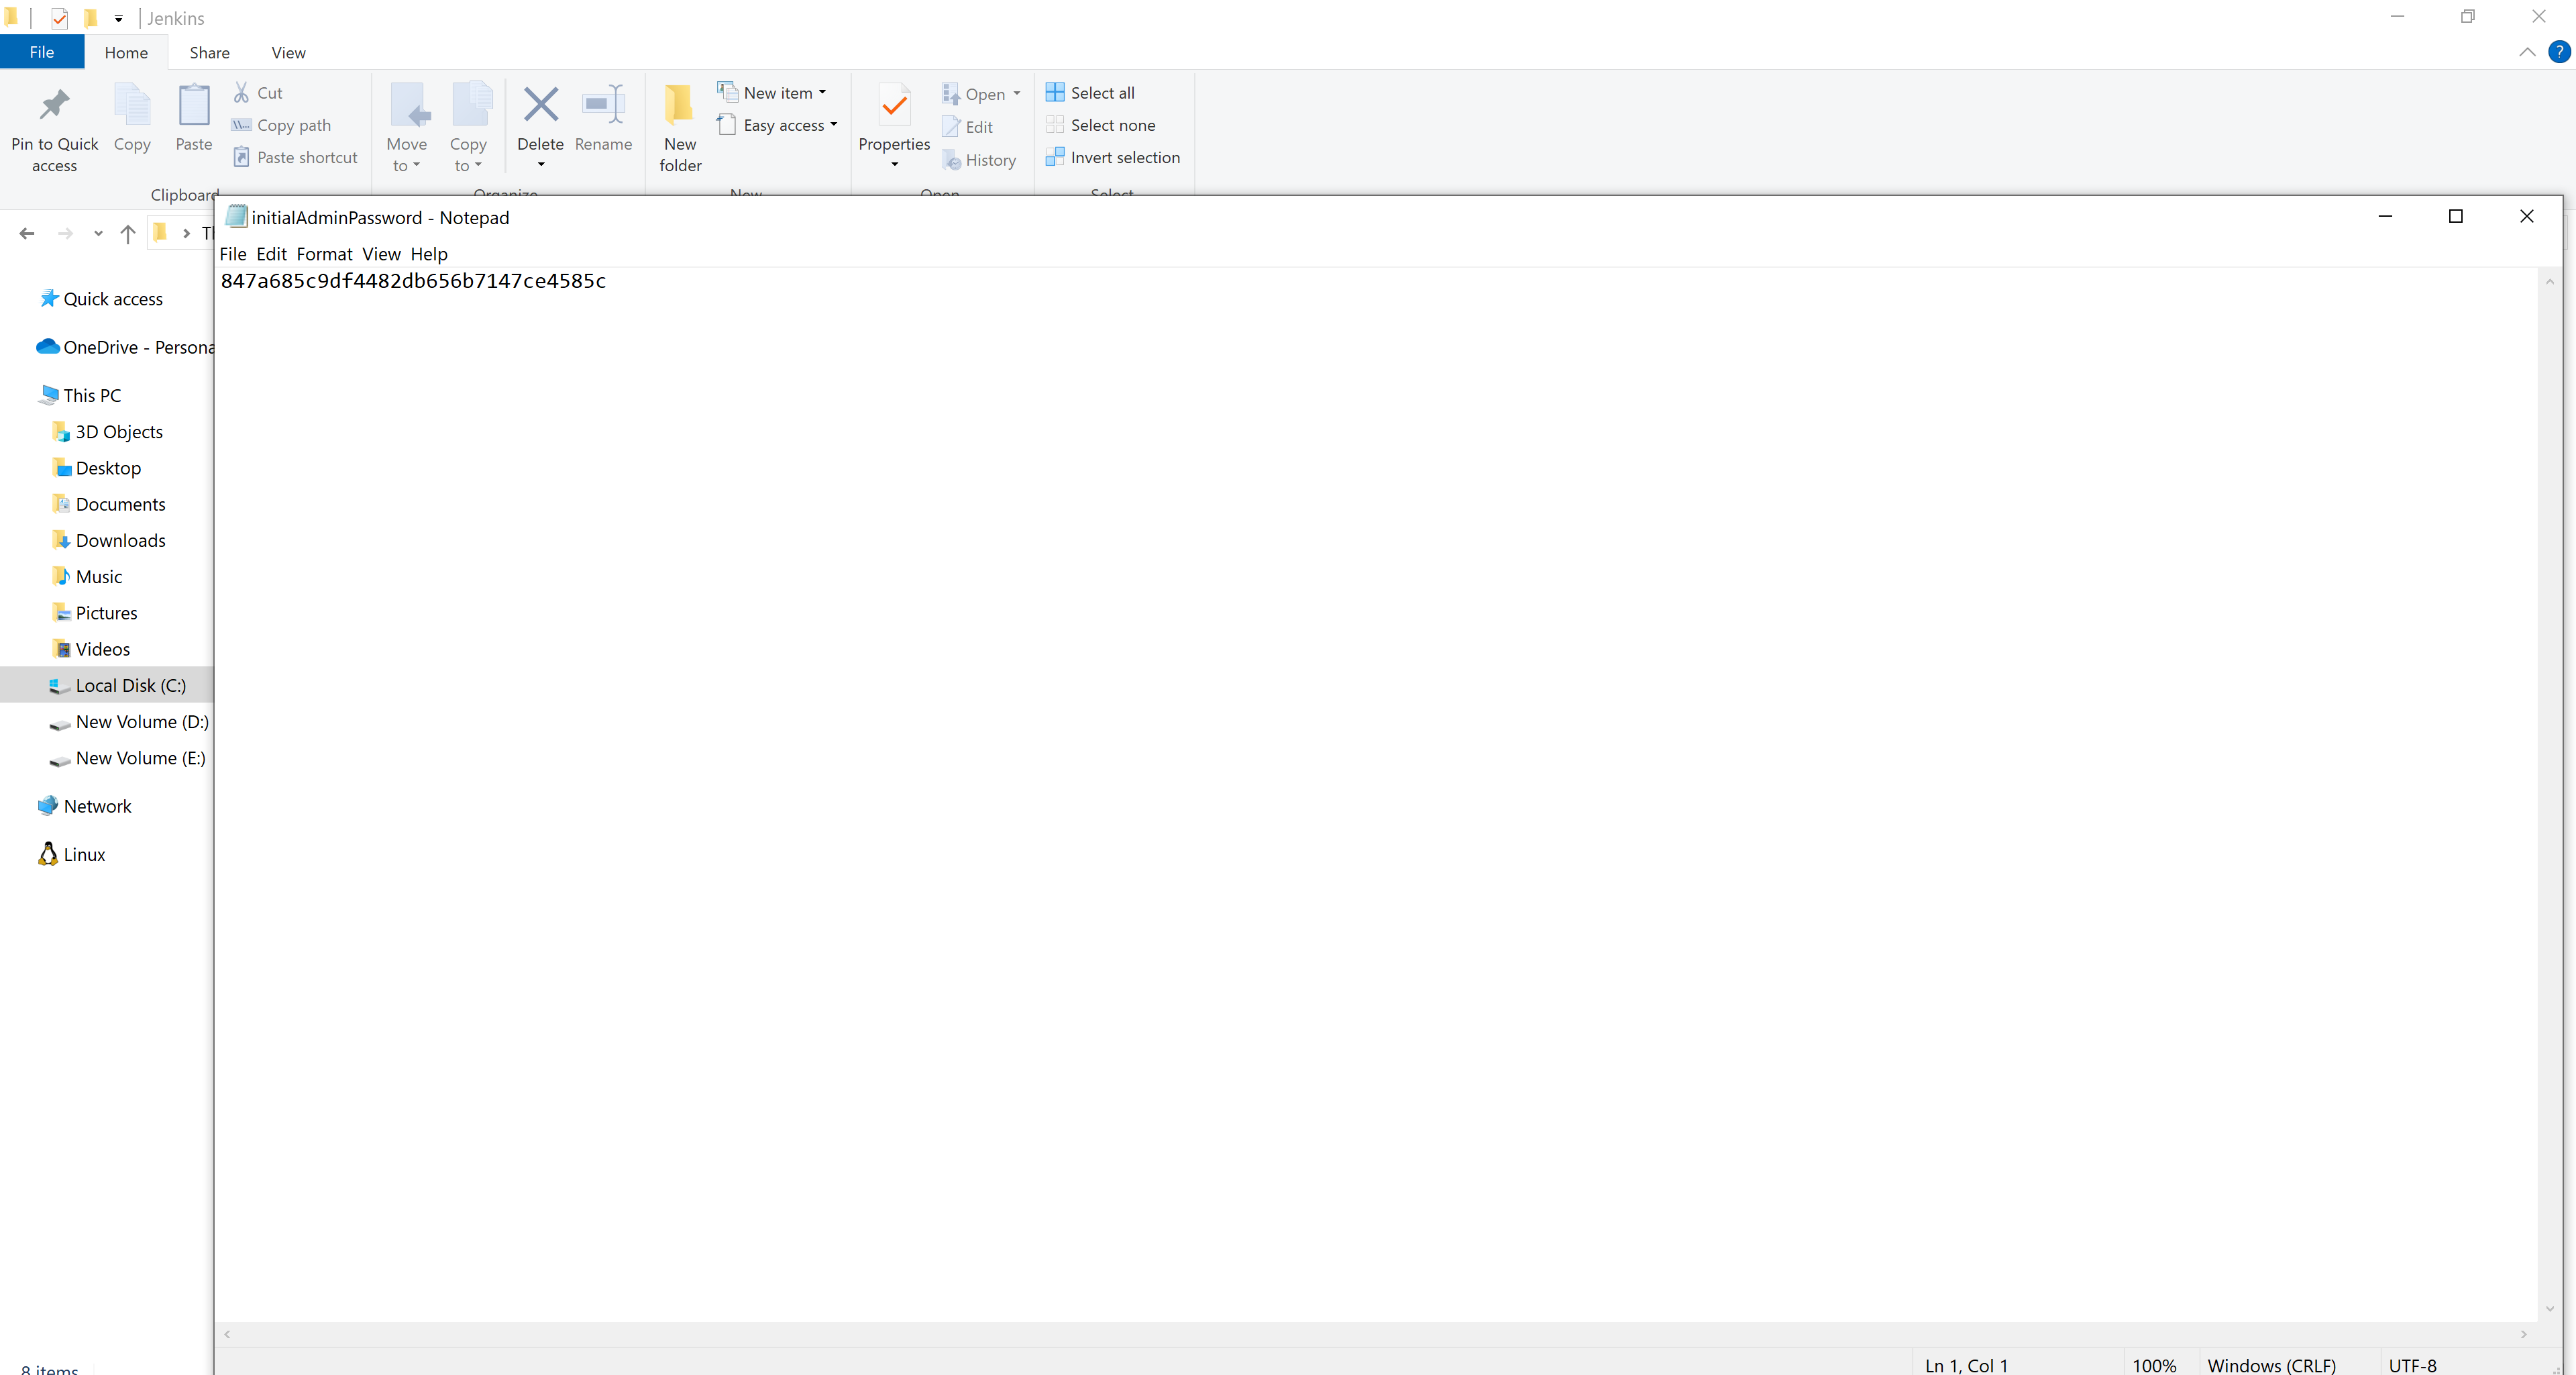 Jenkins
File Home Share View
Pin to Quick access
Copy
Paste
Cut
Copy path
Paste shortcut
Clipboard
Move to
Copy to
Delete
Rename
Organize
New folder
New item
Easy access
New
Properties
Open
Edit
History
Open
Select all
Select none
Invert selection
Select
initialAdminPassword - Notepad
File Edit Format View Help
847a685c9df4482db656b7147ce4585c
Quick access
OneDrive - Persona
This PC
3D Objects
Desktop
Documents
Downloads
Music
Pictures
Videos
Local Disk (C:)
New Volume (D:)
New Volume (E:)
Network
Linux
8 items
Ln 1, Col 1
100%
Windows (CRLF)
UTF-8